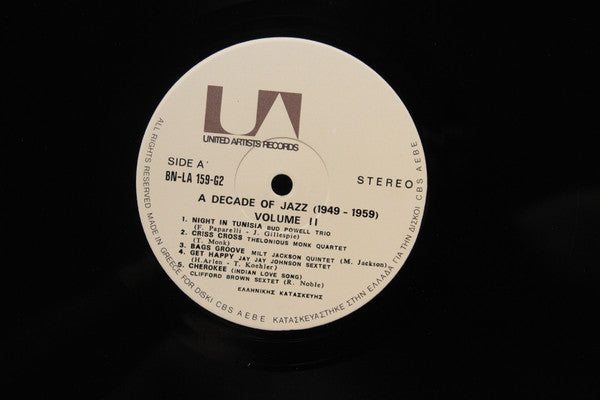 UA
UNITED ARTISTS RECORDS
SIDE A'
BN-LA 159-G2
STEREO
A DECADE OF JAZZ (1949 - 1959)
VOLUME II
1. NIGHT IN TUNISIA BUD POWELL TRIO
(F. Paparelli - J. Gillespie)
2. CRISS CROSS THELONIOUS MONK QUARTET
(T. Monk)
3. BAGS GROOVE MILT JACKSON QUINTET (M. Jackson)
4. GET HAPPY JAY JAY JOHNSON SEXTET
(H.Arlen - T. Koehler)
5. CHEROKEE (INDIAN LOVE SONG)
CLIFFORD BROWN SEXTET (R. Noble)
ΕΛΛΗΝΙΚΗΣ ΚΑΤΑΣΚΕΥΗΣ
ALL RIGHTS RESERVED MADE IN GREECE FOR DISKI CBS AEBE ΚΑΤΑΣΚΕΥΑΣΤΗΚΕ ΣΤΗΝ ΕΛΛΑΔΑ ΓΙΑ ΤΗΝ ΔΙΣΚΟΙ CBS AEBE